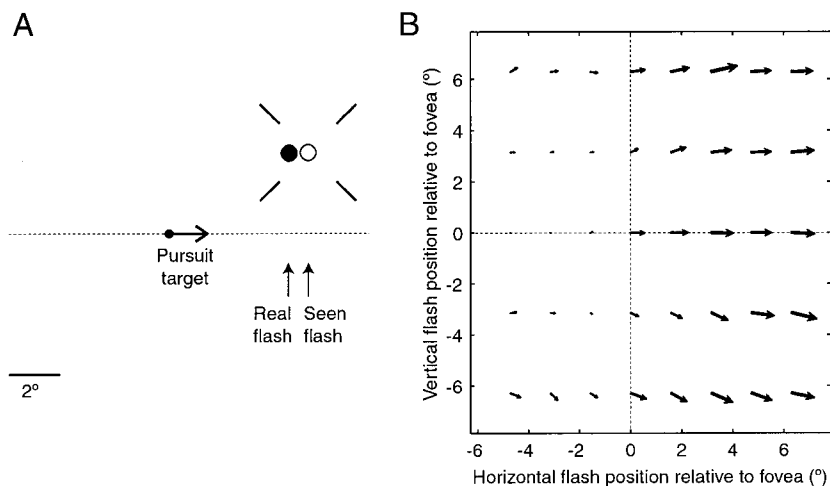 A
Pursuit
target
Real Seen
flash flash
2°
B
Vertical flash position relative to fovea (°)
6
4
2
0
-2
-4
-6
-6 -4 -2 0 2 4 6
Horizontal flash position relative to fovea (°)